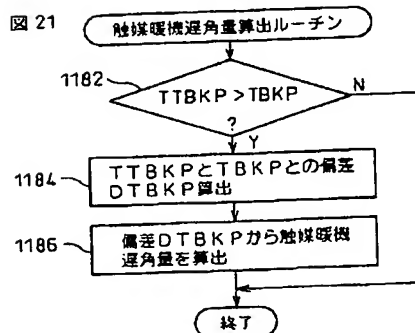 図 21
触媒暖機遅角量算出ルーチン
1182
TTBKP>TBKP
?
N
Y
1184
TTBKPとTBKPとの偏差
DTBKP算出
1186
偏差DTBKPから触媒暖機
遅角量を算出
終了